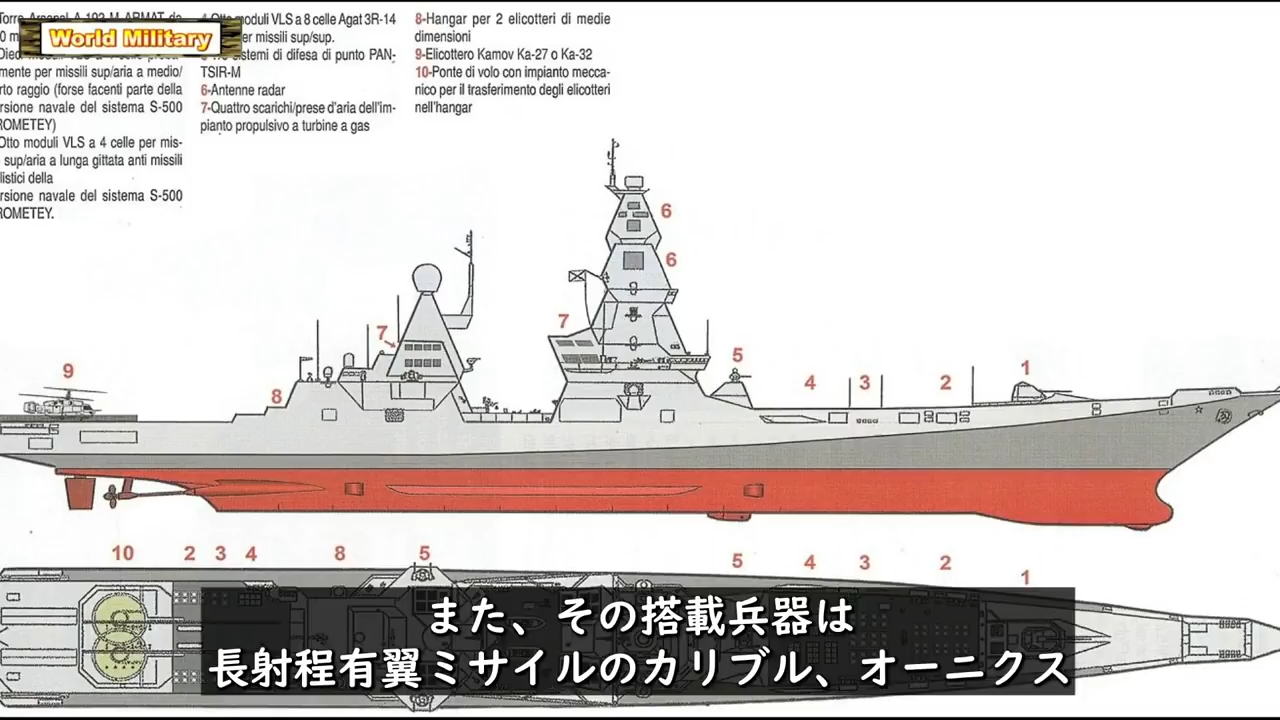 World Military
mente per missili sup/aria a medio/
rto raggio (forse facenti parte della
rsione navale del sistema S-500
ROMETEY)
Otto moduli VLS a 4 celle per mis-
sup/aria a lunga gittata anti missili
listici della
rsione navale del sistema S-500
ROMETEY.
moduli VLS a 8 celle Agat 3R-14
er missili sup/sup.
sistemi di difesa di punto PAN-
TSIR-M
6-Antenne radar
7-Quattro scarichi/prese d'aria dell'im-
pianto propulsivo a turbine a gas
8-Hangar per 2 elicotteri di medie
dimensioni
9-Elicottero Kamov Ka-27 o Ka-32
10-Ponte di volo con impianto mecca-
nico per il trasferimento degli elicotteri
nell'hangar
6
6
7
7
5
9
8
4 3 2 1
10 2 3 4 8 5 5 4 3 2 1
また、その搭載兵器は
長射程有翼ミサイルのカリブル、オーニクス